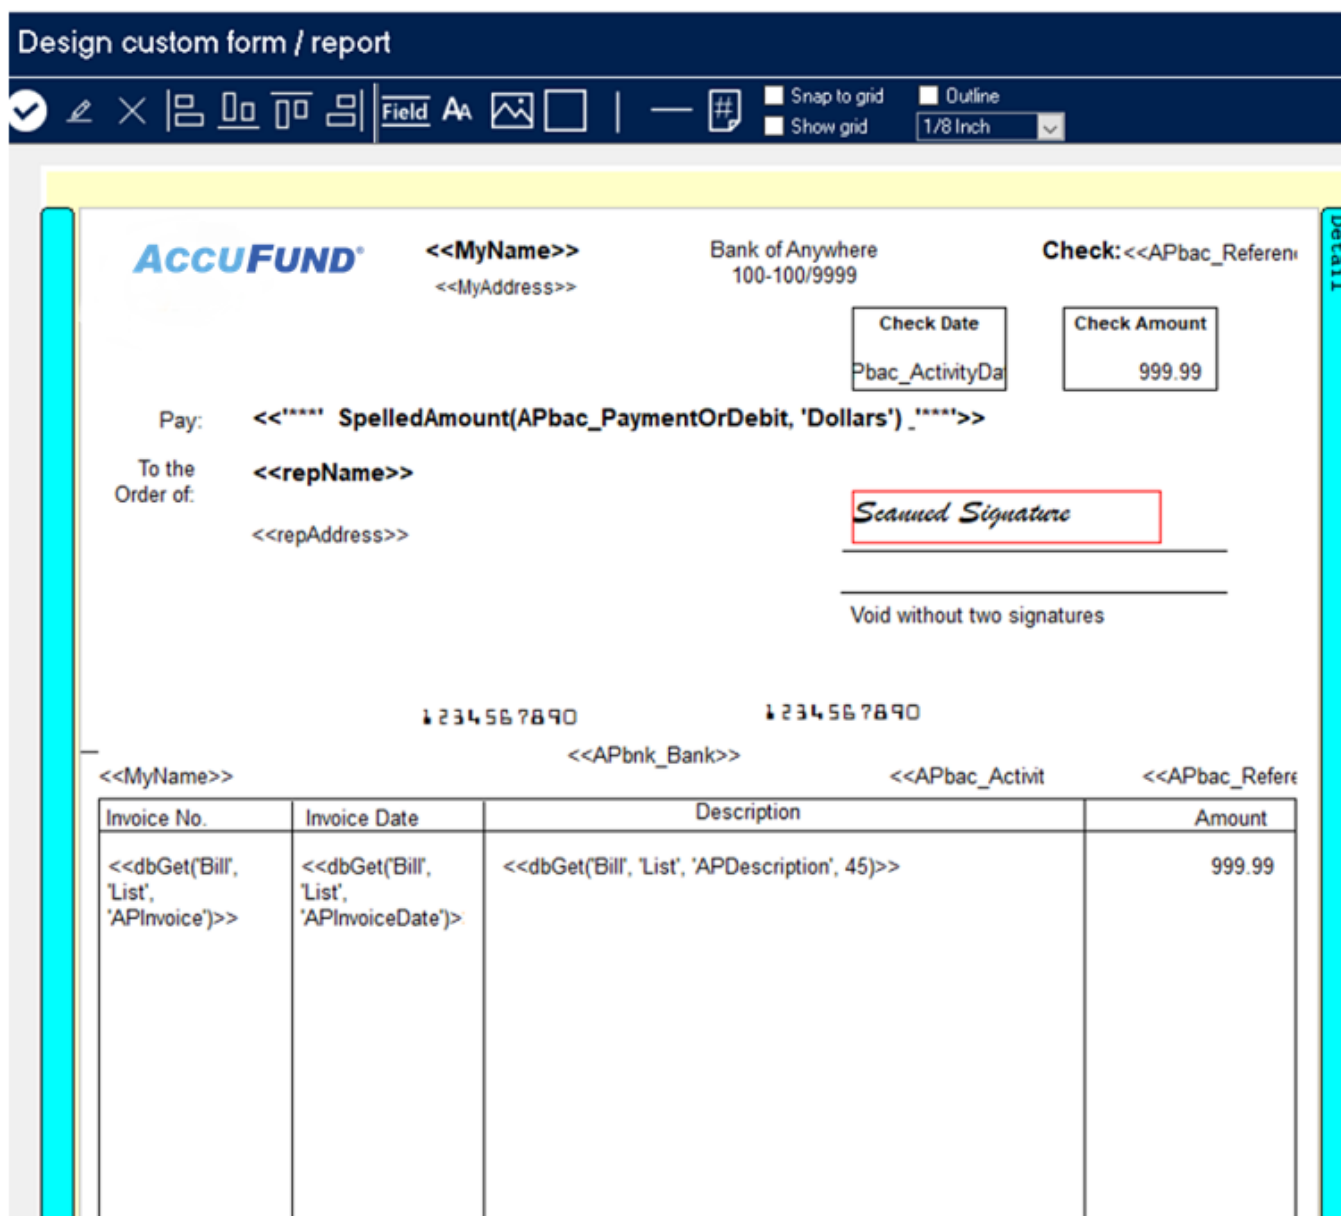 Design custom form / report
Field AA # Snap to grid Outline
Show grid 1/8 Inch
Detail
ACCUFUND® <<MyName>> Bank of Anywhere Check:<<APbac_Referen
<<MyAddress>> 100-100/9999
Check Date Check Amount
Pbac_ActivityDa 999.99
Pay: <<'****' SpelledAmount(APbac_PaymentOrDebit, 'Dollars') _'****'>>
To the <<repName>>
Order of:
Scanned Signature
<<repAddress>>
Void without two signatures
1234567890 1234567890
<<APbnk_Bank>>
<<MyName>> <<APbac_Activit <<APbac_Refere
Invoice No. Invoice Date Description Amount
<<dbGet('Bill', <<dbGet('Bill', <<dbGet('Bill', 'List', 'APDescription', 45)>> 999.99
'List', 'List',
'APInvoice')>> 'APInvoiceDate')>